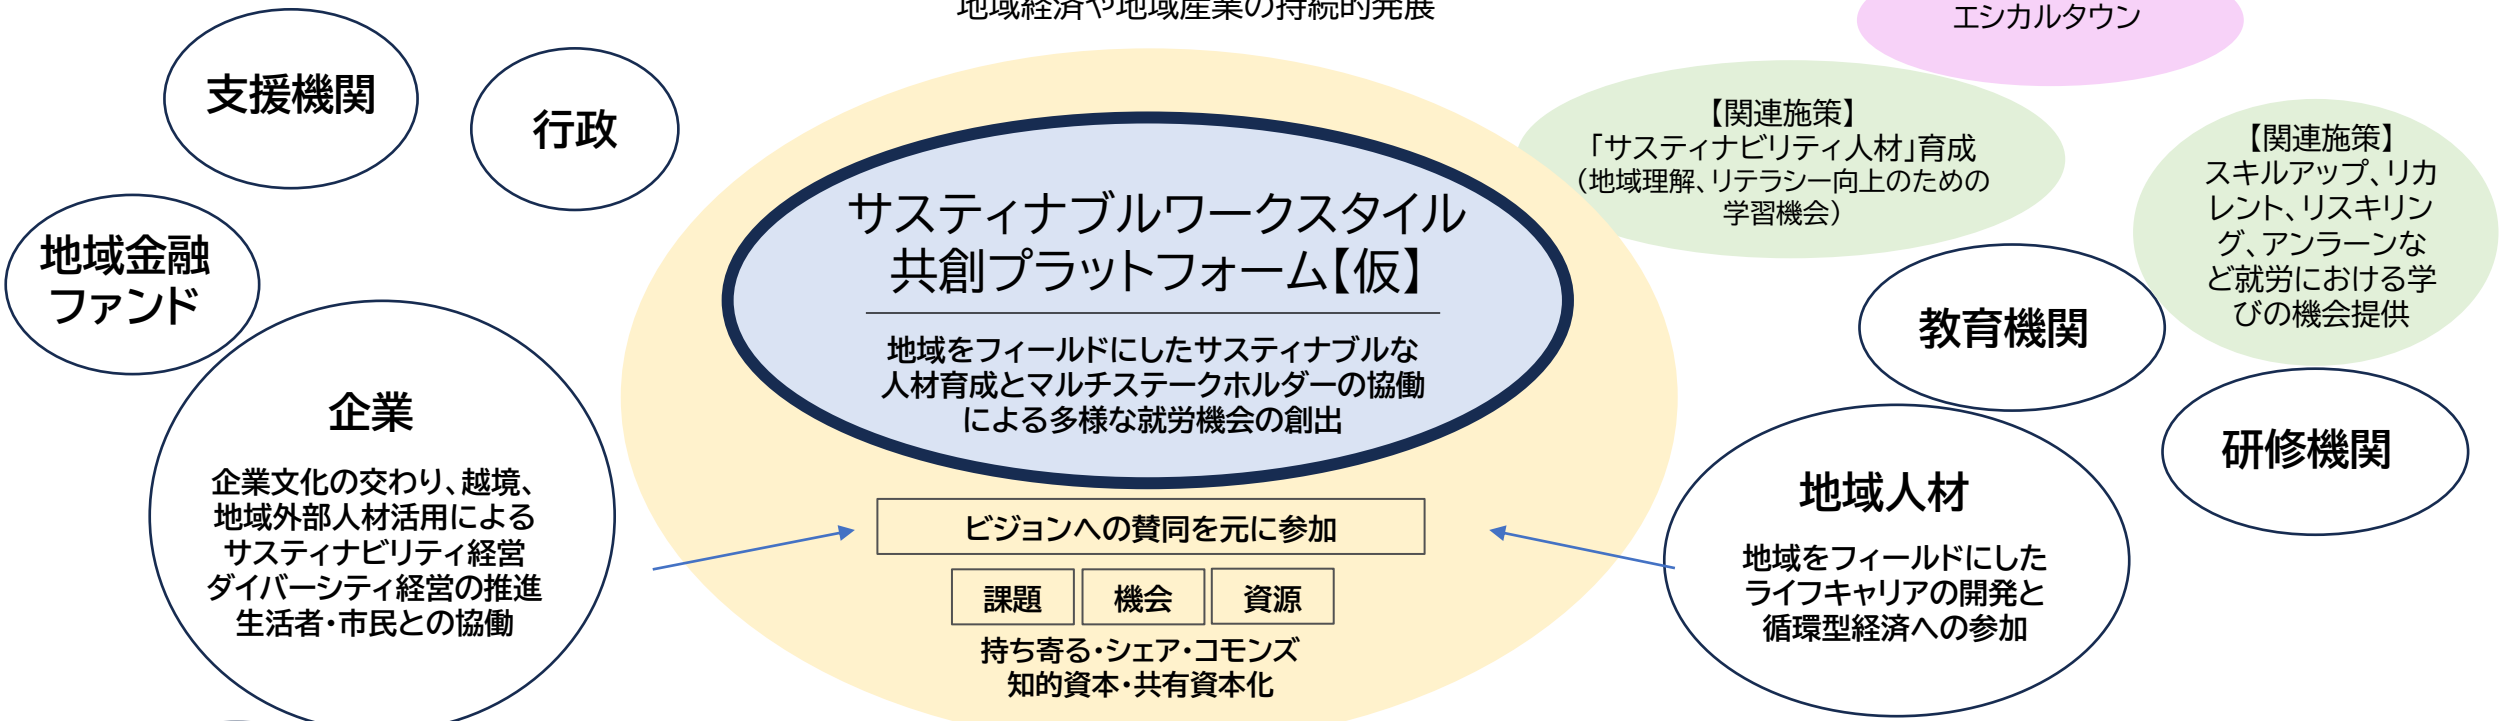 地域経済や地域産業の持続的発展
エシカルタウン
支援機関
行政
地域金融
ファンド
企業
企業文化の交わり、越境、
地域外部人材活用による
サスティナビリティ経営
ダイバーシティ経営の推進
生活者・市民との協働
サスティナブルワークスタイル
共創プラットフォーム【仮】
地域をフィールドにしたサスティナブルな
人材育成とマルチステークホルダーの協働
による多様な就労機会の創出
ビジョンへの賛同を元に参加
課題
機会
資源
持ち寄る・シェア・コモンズ
知的資本・共有資本化
【関連施策】
「サスティナビリティ人材」育成
（地域理解、リテラシー向上のための
学習機会）
【関連施策】
スキルアップ、リカ
レント、リスキリン
グ、アンラーンな
ど就労における学
びの機会提供
教育機関
研修機関
地域人材
地域をフィールドにした
ライフキャリアの開発と
循環型経済への参加